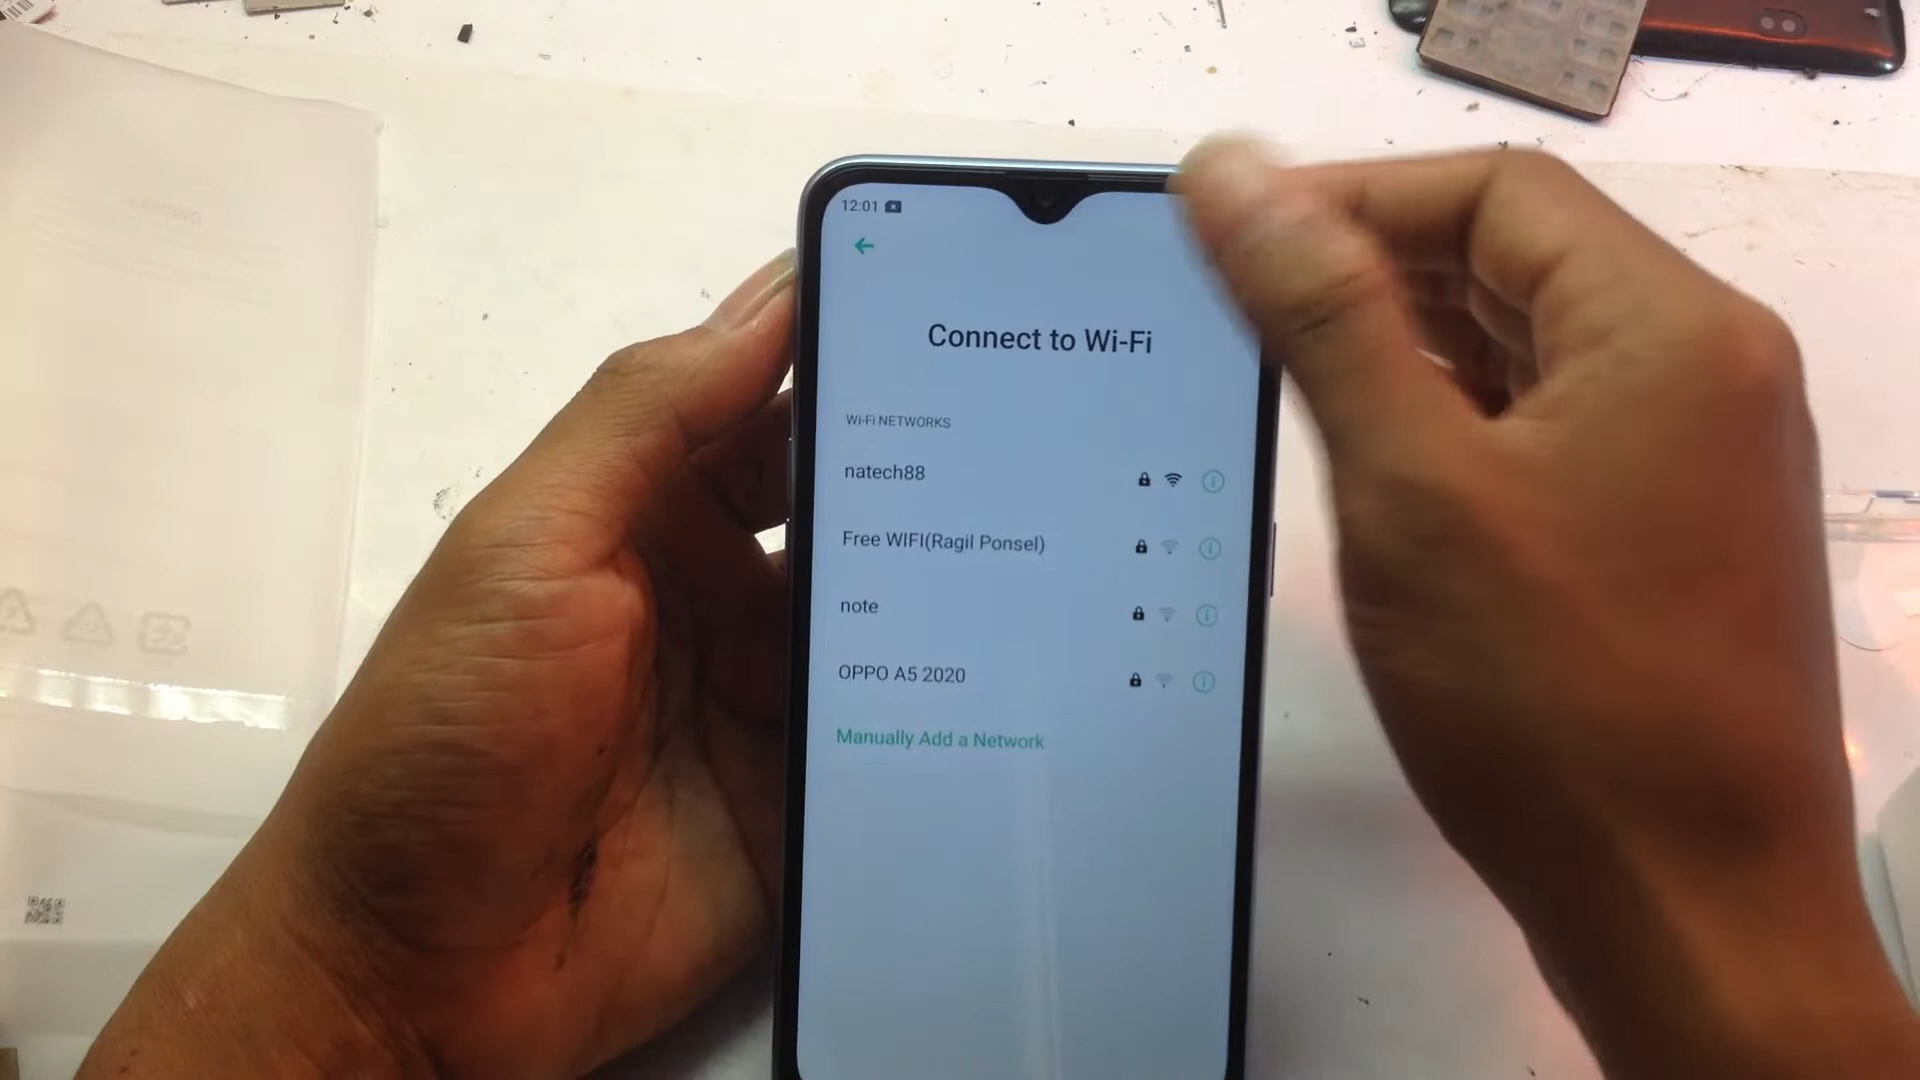 12:01
Connect to Wi-Fi
Wi-Fi NETWORKS
natech88
Free WIFI(Ragil Ponsel)
note
OPPO A5 2020
Manually Add a Network